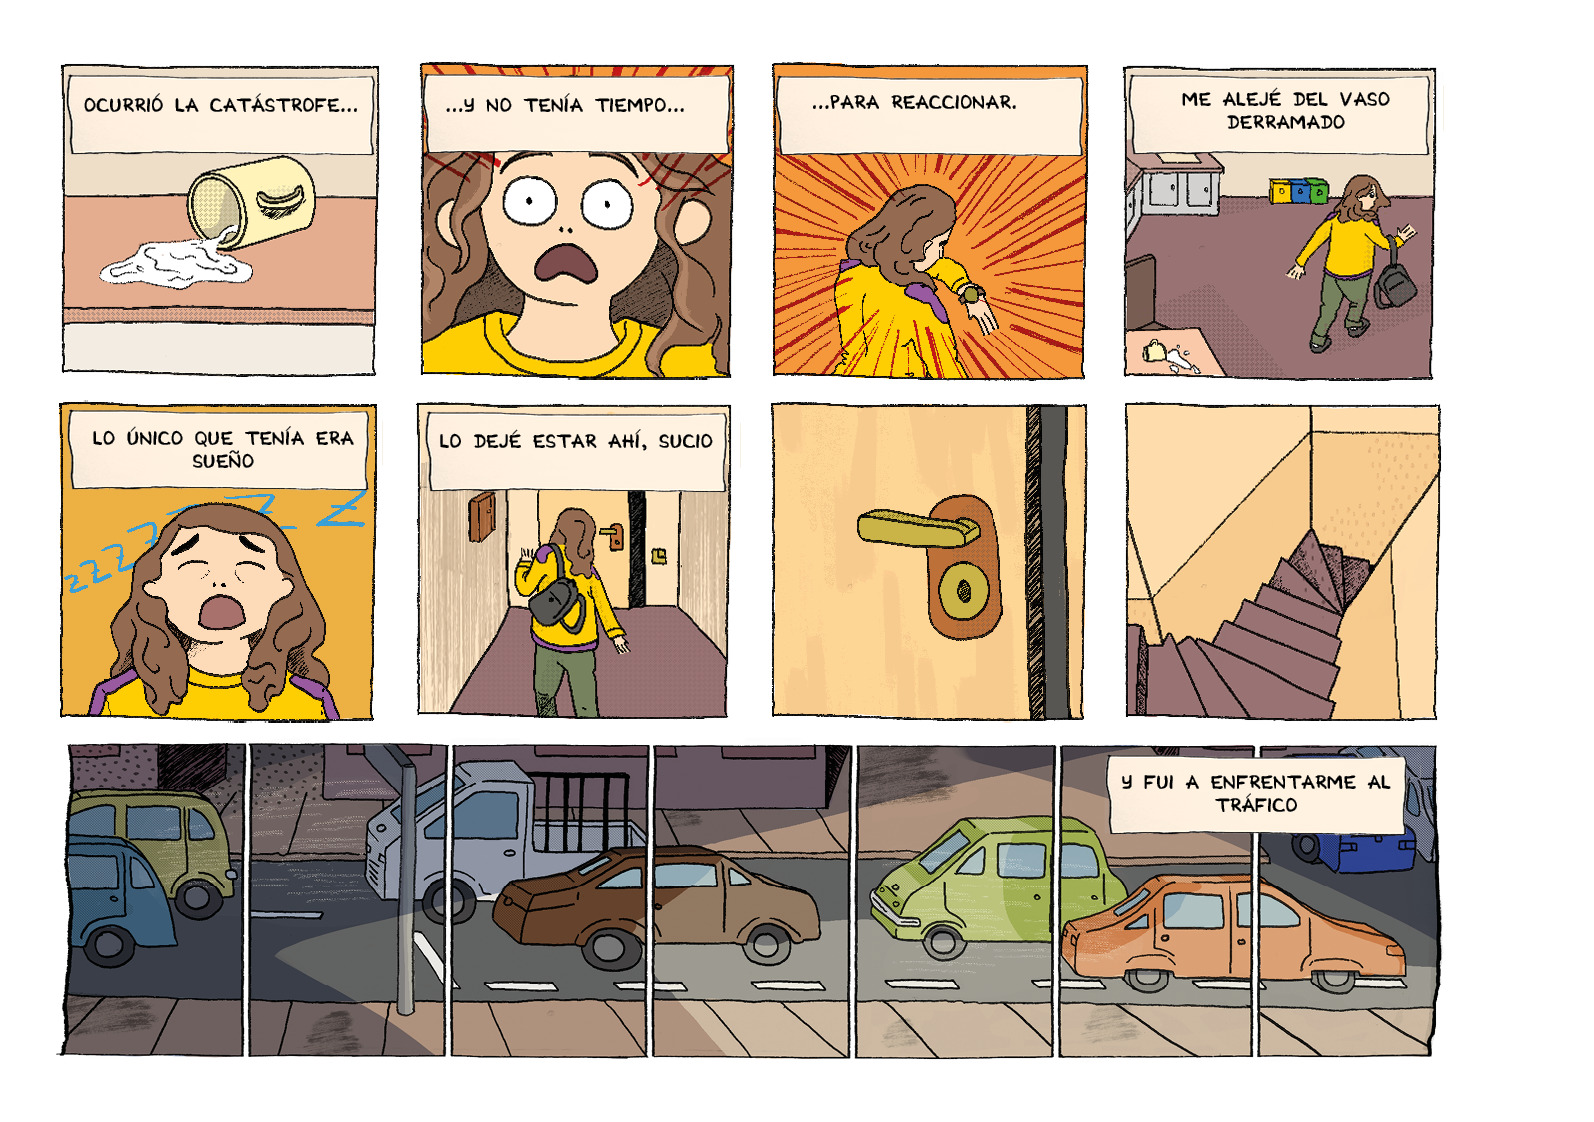 OCURRIÓ LA CATÁSTROFE...
...Y NO TENÍA TIEMPO...
...PARA REACCIONAR.
ME ALEJÉ DEL VASO
DERRAMADO
LO ÚNICO QUE TENÍA ERA
SUEÑO
zzzzzzz
LO DEJÉ ESTAR AHÍ, SUCIO
Y FUI A ENFRENTARME AL
TRÁFICO